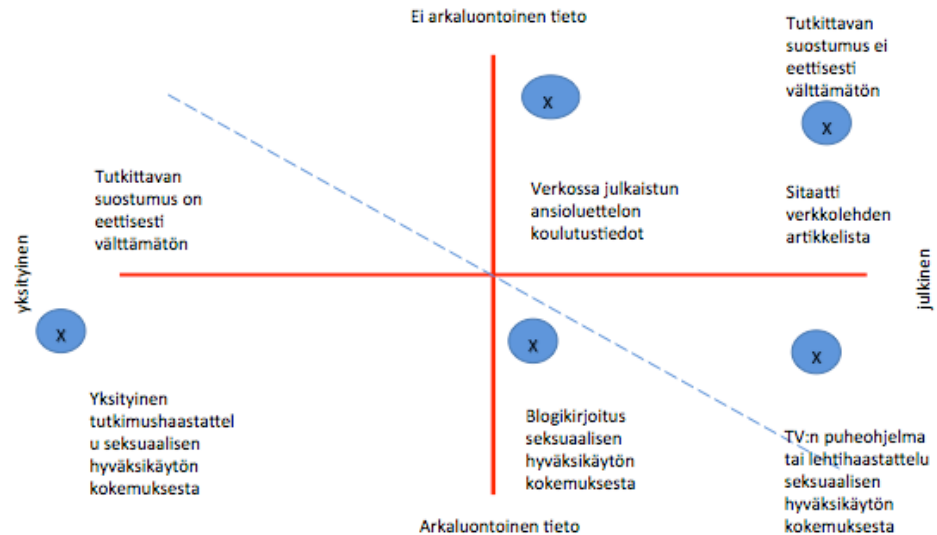 Ei arkaluontoinen tieto
Tutkittavan
suostumus ei
eettisesti
välttämätön
x
x
Tutkittavan
suostumus on
eettisesti
välttämätön
Verkossa julkaistun
ansioluettelon
koulutustiedot
Sitaatti
verkkolehden
artikkelista
yksityinen
julkinen
x
x
x
Yksityinen
tutkimushaastattel
u seksuaalisen
hyväksikäytön
kokemuksesta
Blogikirjoitus
seksuaalisen
hyväksikäytön
kokemuksesta
TV:n puheohjelma
tai lehtihaastattelu
seksuaalisen
hyväksikäytön
kokemuksesta
Arkaluontoinen tieto